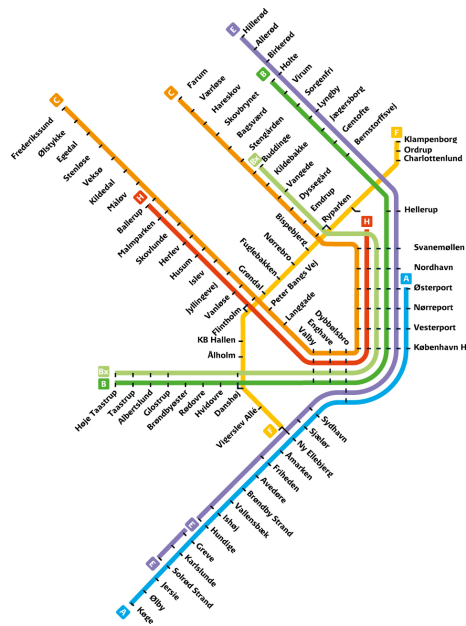 E
Hillerød
Allerød
Birkerød
Holte
Virum
Sorgenfri
Lyngby
Jægersborg
Gentofte
Bernstorffsvej
B
C
Farum
Værløse
Hareskov
Skovbrynet
Bagsværd
Stengården
Buddinge
Kildebakke
Vangede
Dyssegård
Emdrup
Ryparken
Bispebjerg
Nørrebro
Fuglebakken
Grøndal
Flintholm
KB Hallen
Ålholm
F
Klampenborg
Ordrup
Charlottenlund
Hellerup
H
Svanemøllen
Nordhavn
A
Østerport
Nørreport
Vesterport
København H
C
Frederikssund
Ølstykke
Egedal
Stenløse
Veksø
Kildedal
Måløv
H
Ballerup
Malmparken
Skovlunde
Herlev
Husum
Islev
Jyllingevej
Vanløse
Peter Bangs Vej
Langgade
Valby
Enghave
Dybbølsbro
Bx
B
Høje Taastrup
Taastrup
Albertslund
Glostrup
Brøndbyøster
Rødovre
Hvidovre
Danshøj
Vigerslev Allé
F
Sydhavn
Sjælør
Ny Ellebjerg
Åmarken
Friheden
Avedøre
Brøndby Strand
Vallensbæk
Ishøj
Hundige
E
Greve
Karlslunde
Solrød Strand
E
Jersie
Ølby
Køge
A